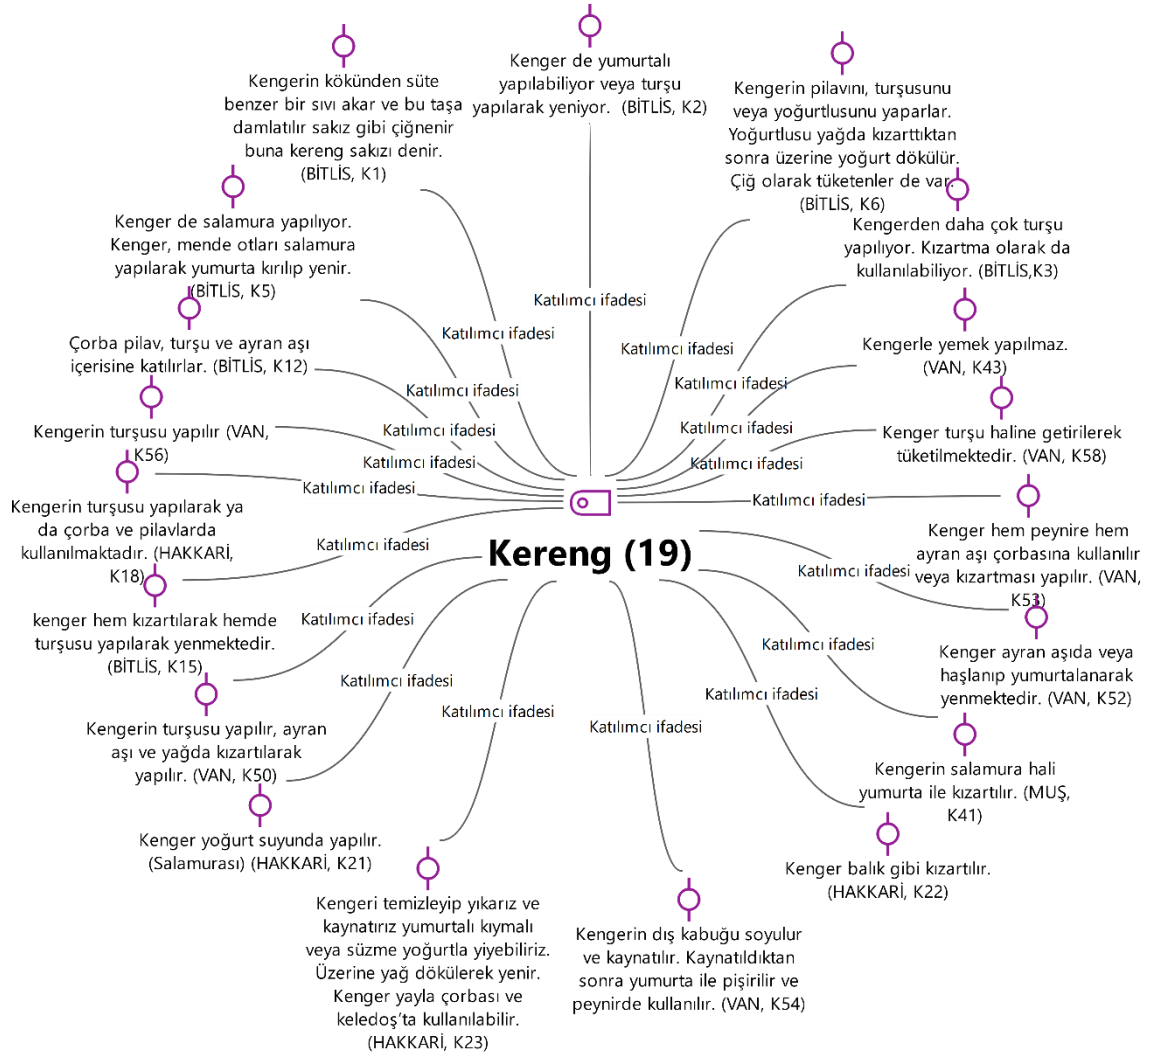 Kengerin kökünden süte
benzer bir sıvı akar ve bu taşa
damlatılır sakız gibi çiğnenir
buna kereng sakızı denir.
(BİTLİS, K1)
Kenger de yumurtalı
yapılabiliyor veya turşu
yapılarak yeniyor. (BİTLİS, K2)
Kengerin pilavını, turşusunu
veya yoğurtlusunu yaparlar.
Yoğurtlusu yağda kızarttıktan
sonra üzerine yoğurt dökülür.
Çiğ olarak tüketenler de var.
(BİTLİS, K6)
Kenger de salamura yapılıyor.
Kenger, mende otları salamura
yapılarak yumurta kırılıp yenir.
(BİTLİS, K5)
Kengerden daha çok turşu
yapılıyor. Kızartma olarak da
kullanılabiliyor. (BİTLİS,K3)
Çorba pilav, turşu ve ayran aşı
içerisine katılırlar. (BİTLİS, K12)
Kengerle yemek yapılmaz.
(VAN, K43)
Kengerin turşusu yapılır (VAN,
K56)
Kenger turşu haline getirilerek
tüketilmektedir. (VAN, K58)
Kengerin turşusu yapılarak ya
da çorba ve pilavlarda
kullanılmaktadır. (HAKKARİ,
K18)
Kenger hem peynire hem
ayran aşı çorbasına kullanılır
veya kızartması yapılır. (VAN,
K53)
kenger hem kızartılarak hemde
turşusu yapılarak yenmektedir.
(BİTLİS, K15)
Kenger ayran aşıda veya
haşlanıp yumurtalanarak
yenmektedir. (VAN, K52)
Kengerin turşusu yapılır, ayran
aşı ve yağda kızartılarak
yapılır. (VAN, K50)
Kengerin salamura hali
yumurta ile kızartılır. (MUŞ,
K41)
Kenger yoğurt suyunda yapılır.
(Salamurası) (HAKKARİ, K21)
Kenger balık gibi kızartılır.
(HAKKARİ, K22)
Kengeri temizleyip yıkarız ve
kaynatırız yumurtalı kıymalı
veya süzme yoğurtla yiyebiliriz.
Üzerine yağ dökülerek yenir.
Kenger yayla çorbası ve
keledoş'ta kullanılabilir.
(HAKKARİ, K23)
Kengerin dış kabuğu soyulur
ve kaynatılır. Kaynatıldıktan
sonra yumurta ile pişirilir ve
peynirde kullanılır. (VAN, K54)
Katılımcı ifadesi
Katılımcı ifadesi
Katılımcı ifadesi
Katılımcı ifadesi
Katılımcı ifadesi
Katılımcı ifadesi
Katılımcı ifadesi
Katılımcı ifadesi
Katılımcı ifadesi
Katılımcı ifadesi
Katılımcı ifadesi
Katılımcı ifadesi
Kereng (19)
Katılımcı ifadesi
Katılımcı ifadesi
Katılımcı ifadesi
Katılımcı ifadesi
Katılımcı ifadesi
Katılımcı ifadesi
Katılımcı ifadesi